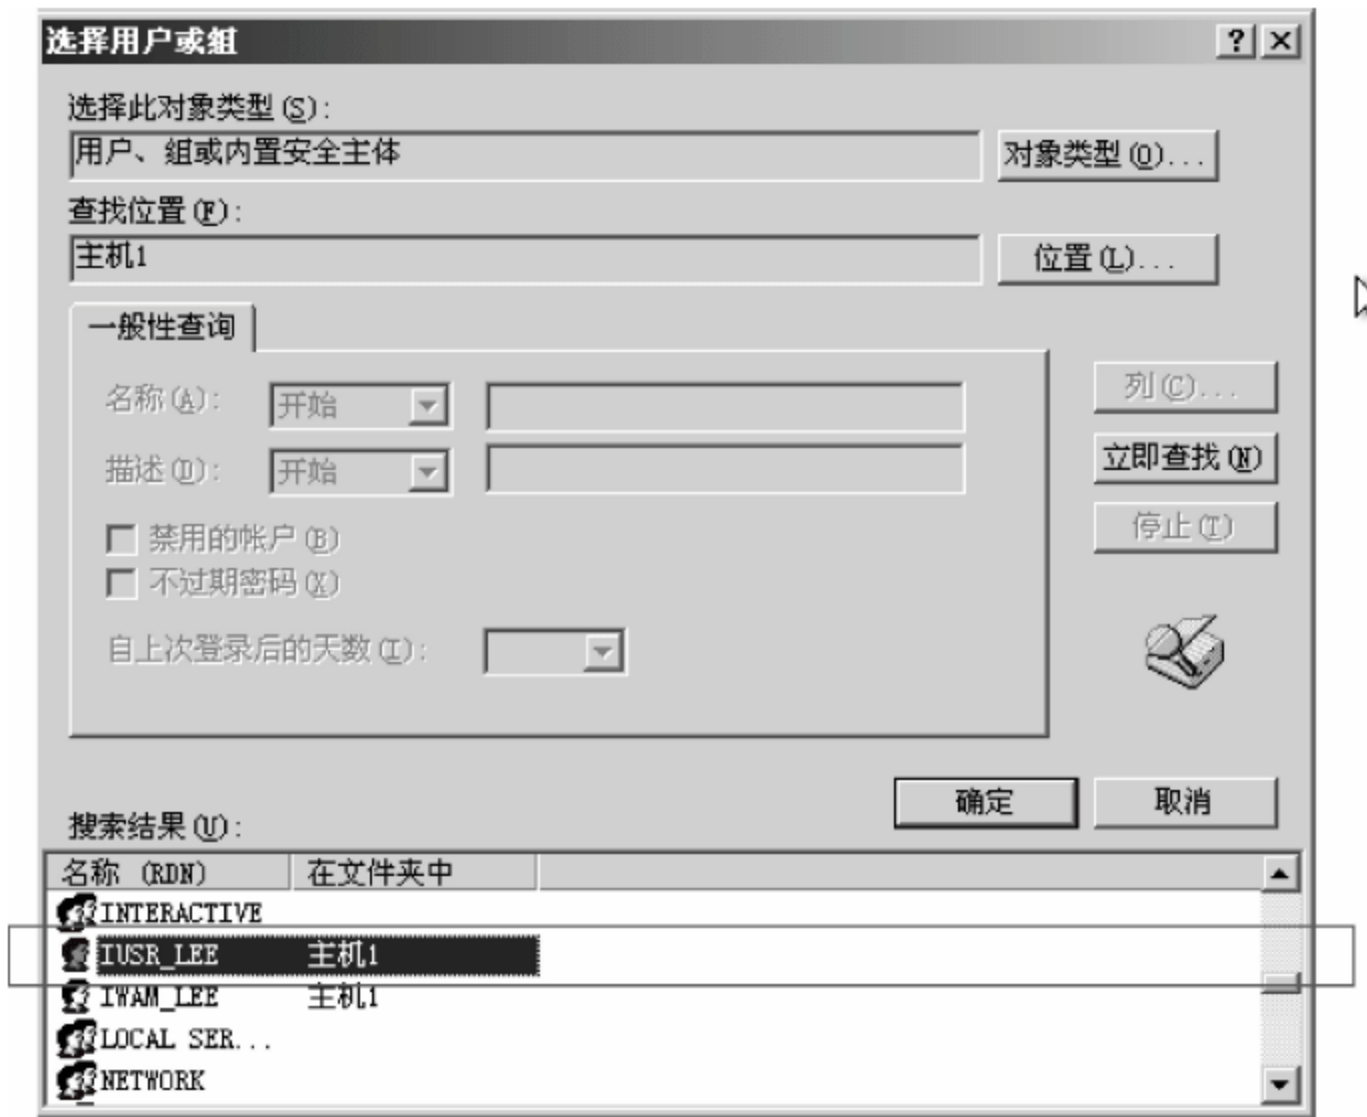 选择用户或组
选择此对象类型(S):
用户、组或内置安全主体 对象类型(O)...
查找位置(F):
主机1 位置(L)...
一般性查询
名称(A): 开始 列(C)...
描述(D): 开始 立即查找(N)
禁用的帐户(B) 停止(T)
不过期密码(X)
自上次登录后的天数(I):
确定 取消
搜索结果(U):
名称 (RDN) 在文件夹中
INTERACTIVE
IUSR_LEE 主机1
IWAM_LEE 主机1
LOCAL SER...
NETWORK